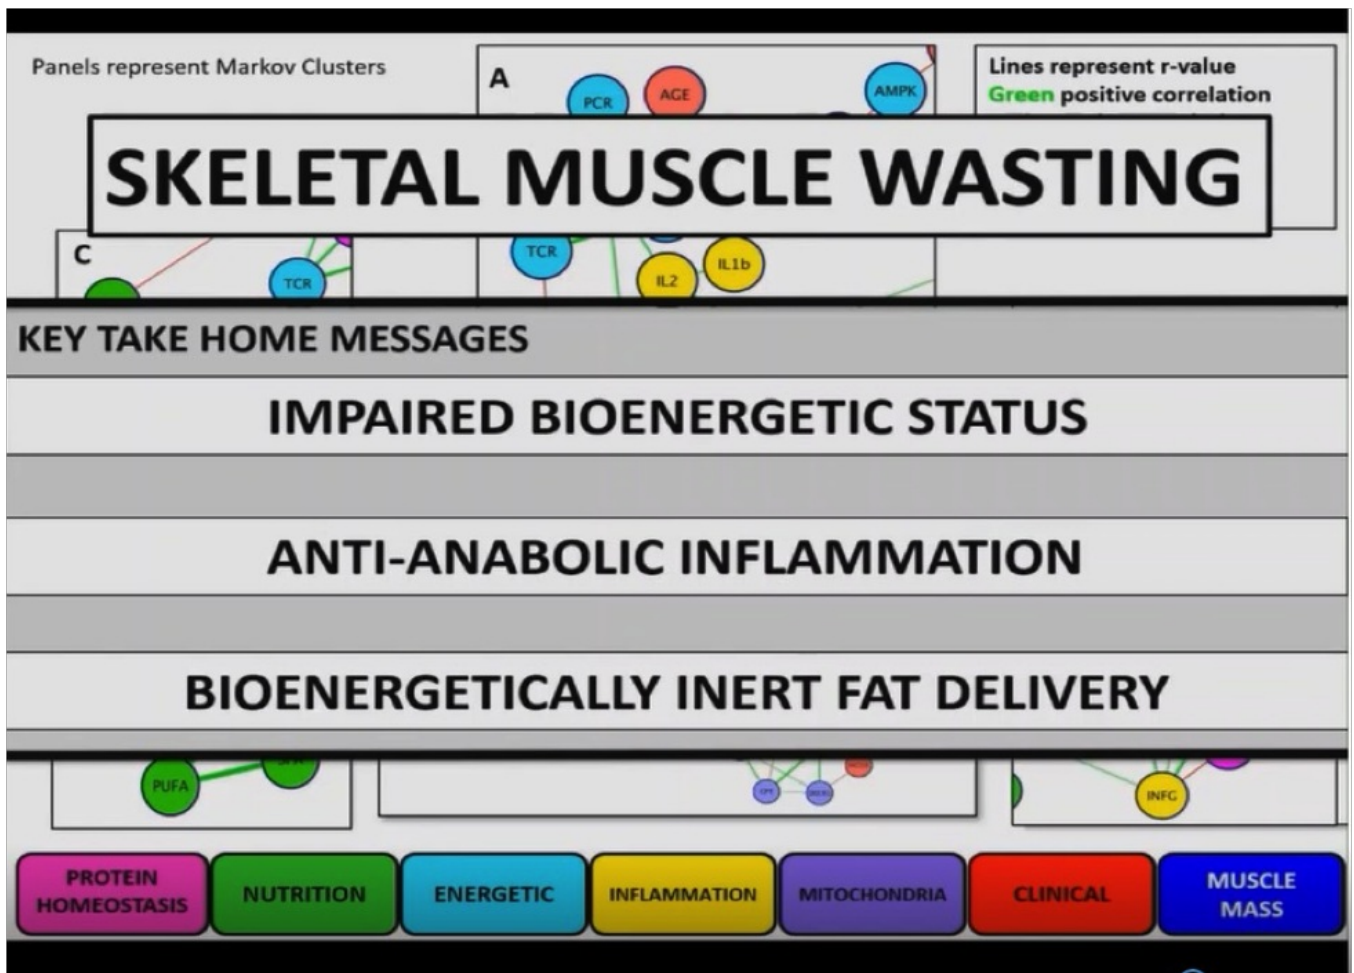 Panels represent Markov Clusters
A
PCR
AGE
AMPK
Lines represent r-value
Green positive correlation
SKELETAL MUSCLE WASTING
C
TCR
TCR
IL2
IL1b
KEY TAKE HOME MESSAGES
IMPAIRED BIOENERGETIC STATUS
ANTI-ANABOLIC INFLAMMATION
BIOENERGETICALLY INERT FAT DELIVERY
PUFA
INFG
PROTEIN
HOMEOSTASIS
NUTRITION
ENERGETIC
INFLAMMATION
MITOCHONDRIA
CLINICAL
MUSCLE
MASS